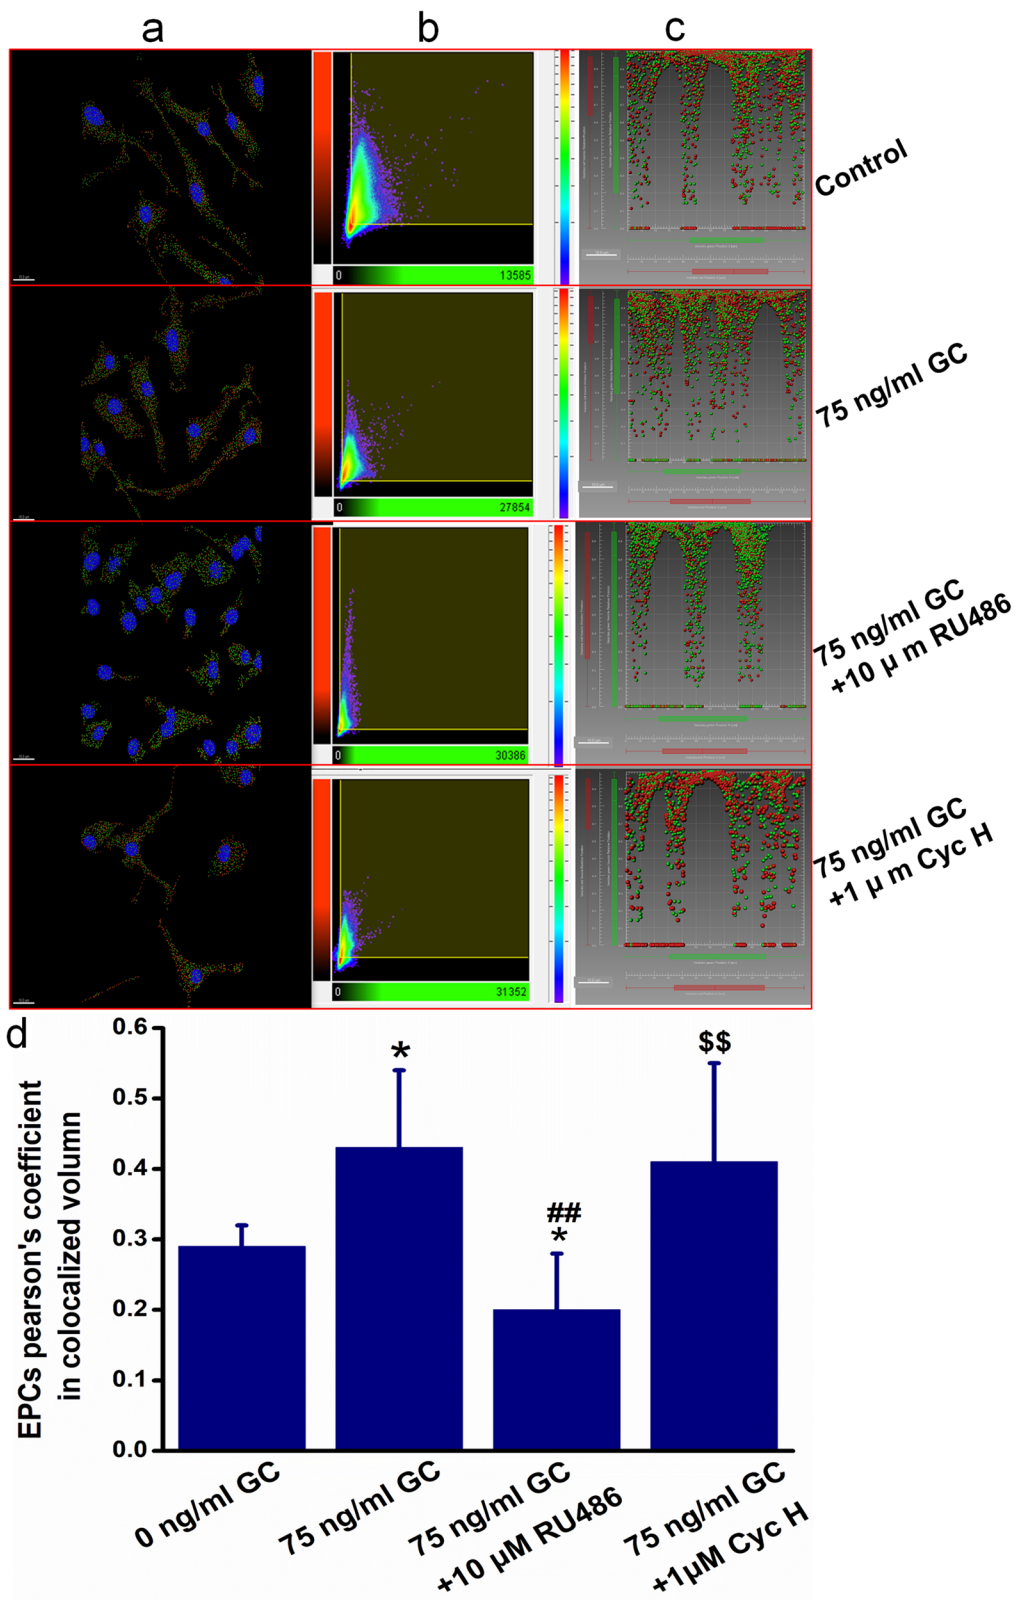 a b c
Control
0 13585
75 ng/ml GC
0 27854
75 ng/ml GC
+10 μ m RU486
0 30386
75 ng/ml GC
+1 μ m Cyc H
0 31352
d
EPCs pearson's coefficient
in colocalized volumn
0.6
0.5
0.4
0.3
0.2
0.1
0.0
*
##
*
$$
0 ng/ml GC
75 ng/ml GC
75 ng/ml GC
+10 μM RU486
75 ng/ml GC
+1μM Cyc H